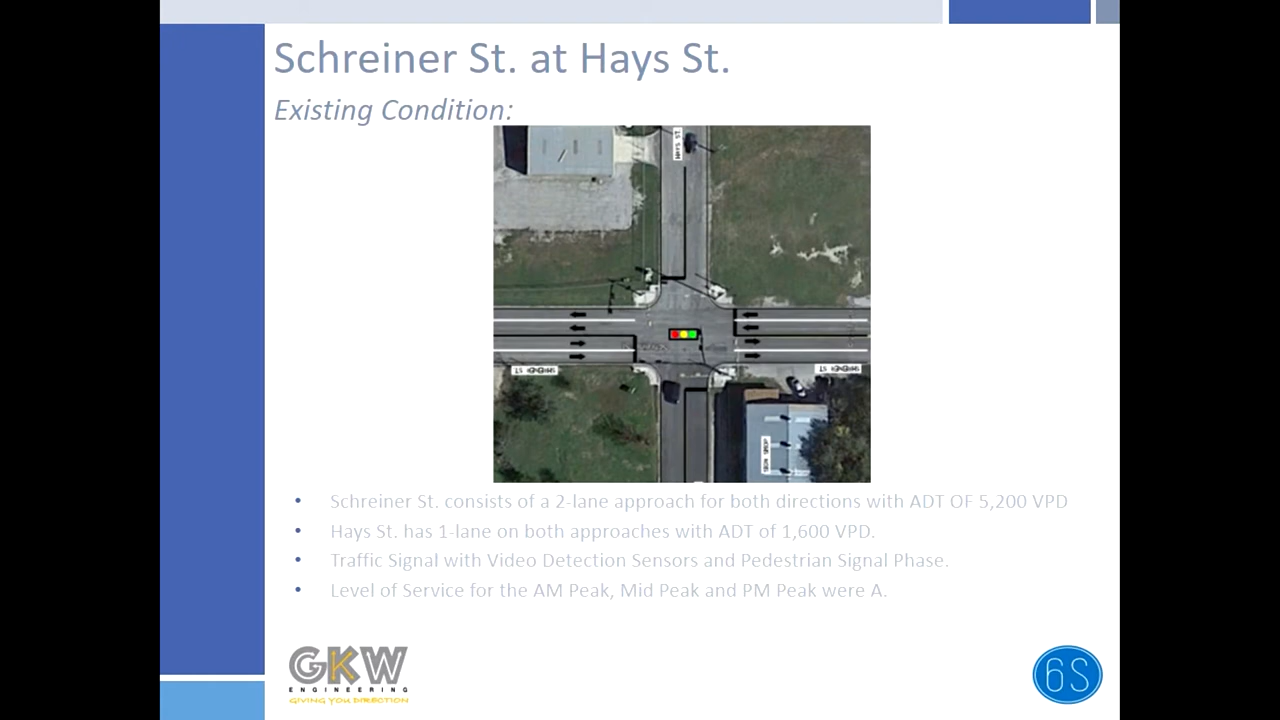 Schreiner St. at Hays St.
Existing Condition:
HAYS ST.
• Schreiner St. consists of a 2-lane approach for both directions with ADT OF 5,200 VPD
• Hays St. has 1-lane on both approaches with ADT of 1,600 VPD.
• Traffic Signal with Video Detection Sensors and Pedestrian Signal Phase.
• Level of Service for the AM Peak, Mid Peak and PM Peak were A.
GKW
ENGINEERING
GIVING YOU DIRECTION
6S